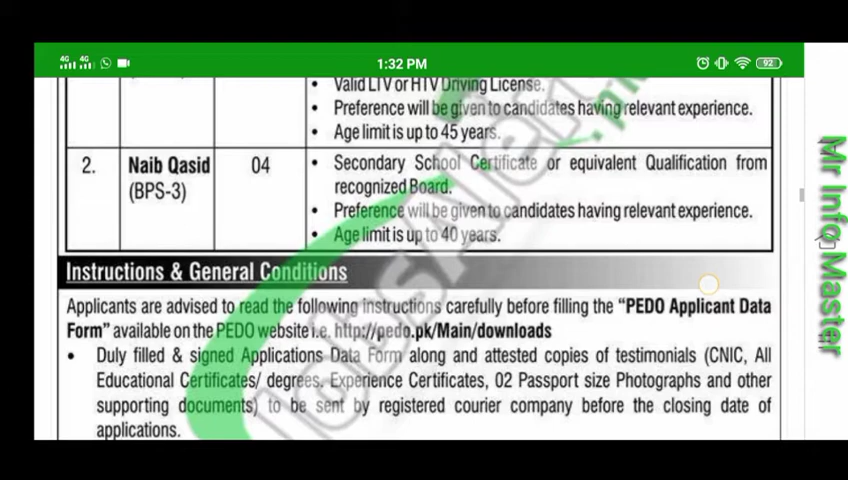 4G 4G 1:32 PM 92
Valid LTV or HTV Driving License.
Preference will be given to candidates having relevant experience.
Age limit is up to 45 years.
2. Naib Qasid 04 • Secondary School Certificate or equivalent Qualification from
(BPS-3) recognized Board.
• Preference will be given to candidates having relevant experience.
• Age limit is up to 40 years.
Instructions & General Conditions
Applicants are advised to read the following instructions carefully before filling the “PEDO Applicant Data
Form” available on the PEDO website i.e. http://pedo.pk/Main/downloads
• Duly filled & signed Applications Data Form along and attested copies of testimonials (CNIC, All
Educational Certificates/ degrees, Experience Certificates, 02 Passport size Photographs and other
supporting documents) to be sent by registered courier company before the closing date of
applications.
JobsAlert.pk
Mr Info Master